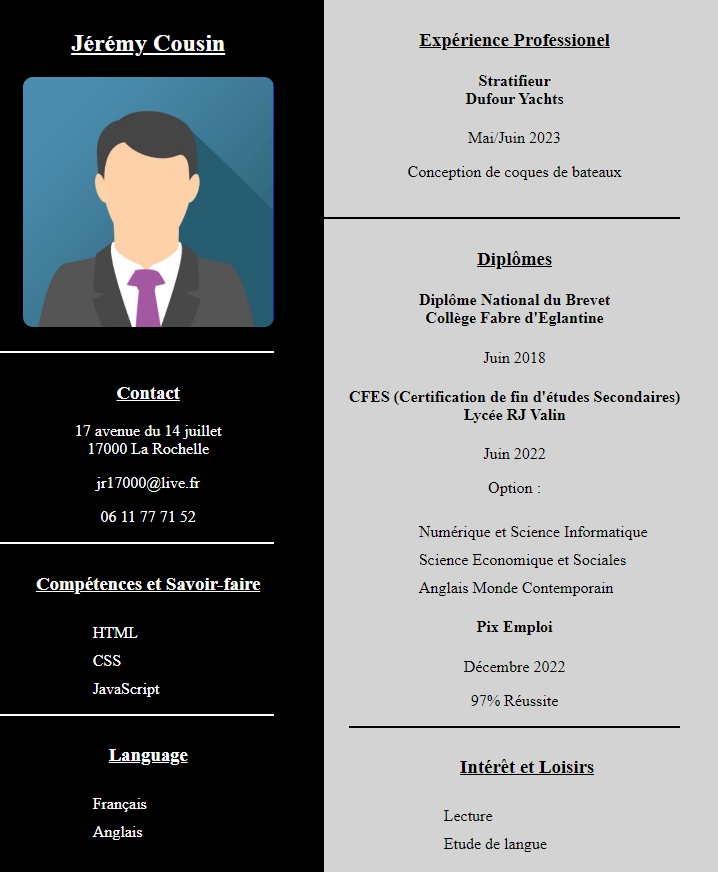 Jérémy Cousin
Contact
17 avenue du 14 juillet
17000 La Rochelle
jr17000@live.fr
06 11 77 71 52
Compétences et Savoir-faire
HTML
CSS
JavaScript
Language
Français
Anglais
Expérience Professionel
Stratifieur
Dufour Yachts
Mai/Juin 2023
Conception de coques de bateaux
Diplômes
Diplôme National du Brevet
Collège Fabre d'Eglantine
Juin 2018
CFES (Certification de fin d'études Secondaires)
Lycée RJ Valin
Juin 2022
Option :
Numérique et Science Informatique
Science Economique et Sociales
Anglais Monde Contemporain
Pix Emploi
Décembre 2022
97% Réussite
Intérêt et Loisirs
Lecture
Etude de langue